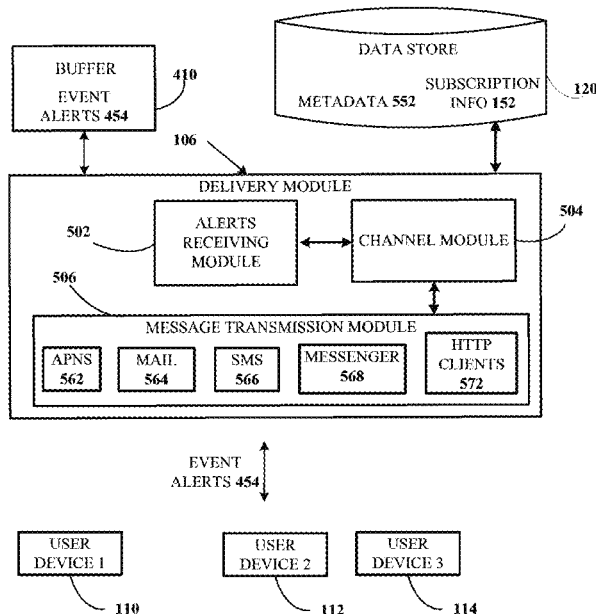 BUFFER
EVENT
ALERTS 454
410
DATA STORE
METADATA 552
SUBSCRIPTION
INFO 152
120
106
DELIVERY MODULE
502
ALERTS
RECEIVING
MODULE
CHANNEL MODULE
504
506
MESSAGE TRANSMISSION MODULE
APNS
562
MAIL
564
SMS
566
MESSENGER
568
HTTP
CLIENTS
572
EVENT
ALERTS 454
USER
DEVICE 1
USER
DEVICE 2
USER
DEVICE 3
110
112
114